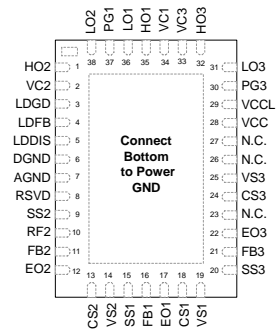 LO2 PG1 LO1 HO1 VC1 VC3 HO3
38 37 36 35 34 33 32
HO2 1 31 LO3
VC2 2 30 PG3
LDGD 3 29 VCCL
LDFB 4 28 VCC
LDDIS 5 27 N.C.
DGND 6 26 N.C.
AGND 7 25 VS3
RSVD 8 24 CS3
SS2 9 23 N.C.
RF2 10 22 EO3
FB2 11 21 FB3
EO2 12 20 SS3
Connect
Bottom
to Power
GND
13 14 15 16 17 18 19
CS2 VS2 SS1 FB1 EO1 CS1 VS1